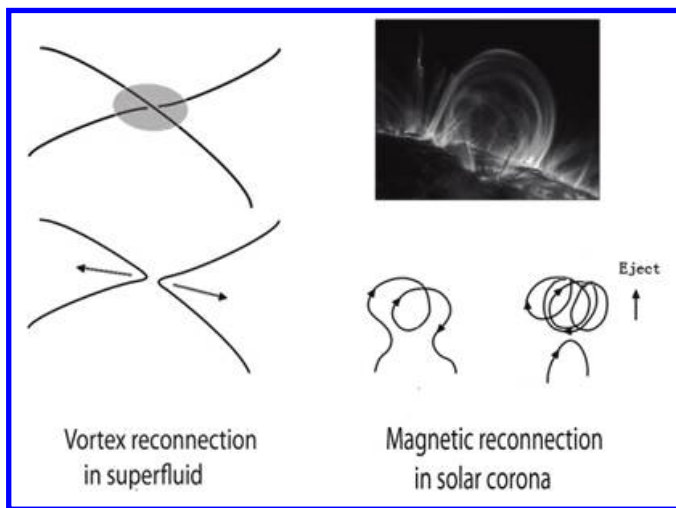 Eject
Vortex reconnection
in superfluid
Magnetic reconnection
in solar corona